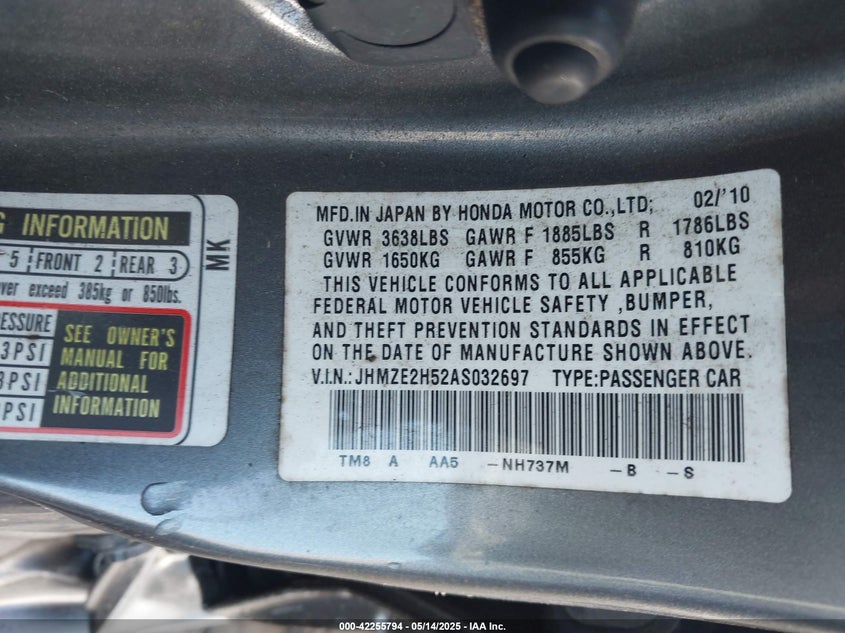 G INFORMATION
5 FRONT 2 REAR 3
exceed 385kg or 850lbs.
3PSI
PSI
SEE OWNER'S
MANUAL FOR
ADDITIONAL
INFORMATION
MK
MFD.IN JAPAN BY HONDA MOTOR CO.,LTD; 02/'10
GVWR 3638LBS GAWR F 1885LBS R 1786LBS
GVWR 1650KG GAWR F 855KG R 810KG
THIS VEHICLE CONFORMS TO ALL APPLICABLE
FEDERAL MOTOR VEHICLE SAFETY ,BUMPER,
AND THEFT PREVENTION STANDARDS IN EFFECT
ON THE DATE OF MANUFACTURE SHOWN ABOVE.
V.I.N.: JHMZE2H52AS032697 TYPE:PASSENGER CAR
TM8 A AA5 -NH737M -B -S
000-42255794 - 05/14/2025 - IAA Inc.